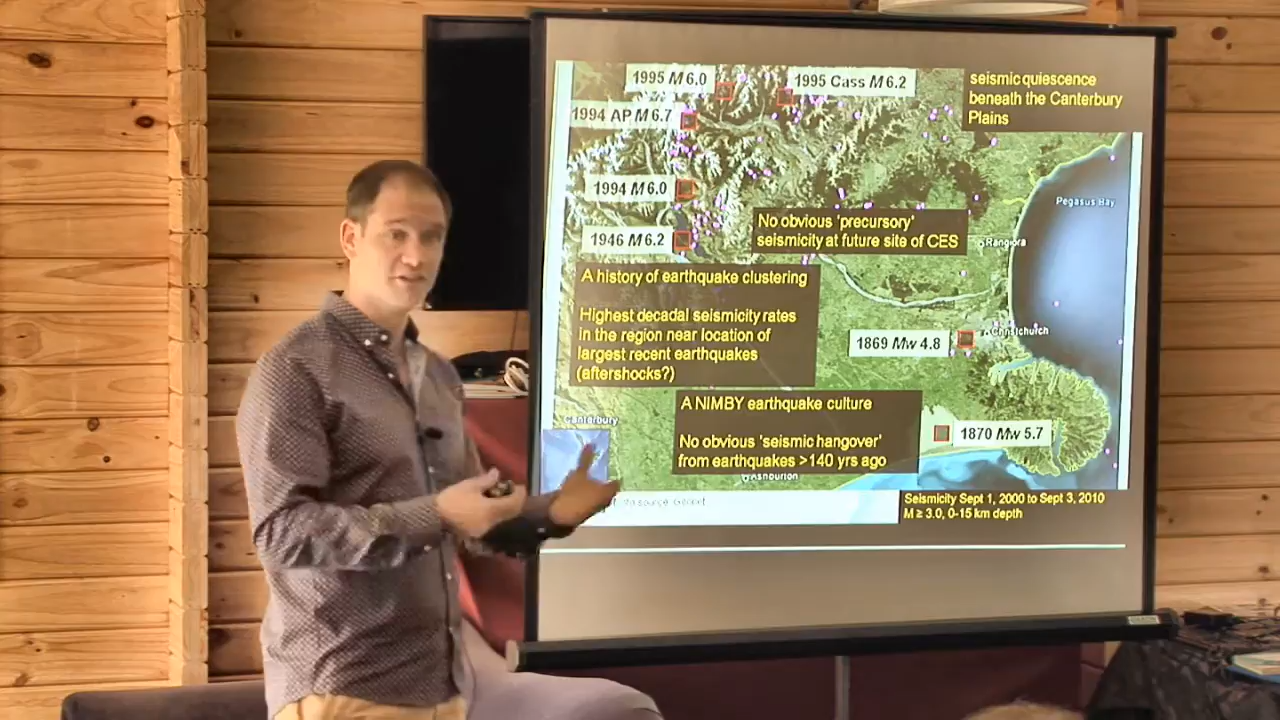 1995 M 6.0
1995 Cass M 6.2
seismic quiescence
beneath the Canterbury
Plains
1994 AP M 6.7
1994 M 6.0
Pegasus Bay
No obvious 'precursory'
seismicity at future site of CES
Rangiora
1946 M 6.2
A history of earthquake clustering
Highest decadal seismicity rates
in the region near location of
largest recent earthquakes
(aftershocks?)
1869 Mw 4.8
Christchurch
A NIMBY earthquake culture
No obvious 'seismic hangover'
from earthquakes >140 yrs ago
1870 Mw 5.7
Canterbury
Ashburton
source: Geonet
Seismicity Sept 1, 2000 to Sept 3, 2010
M ≥ 3.0, 0-15 km depth